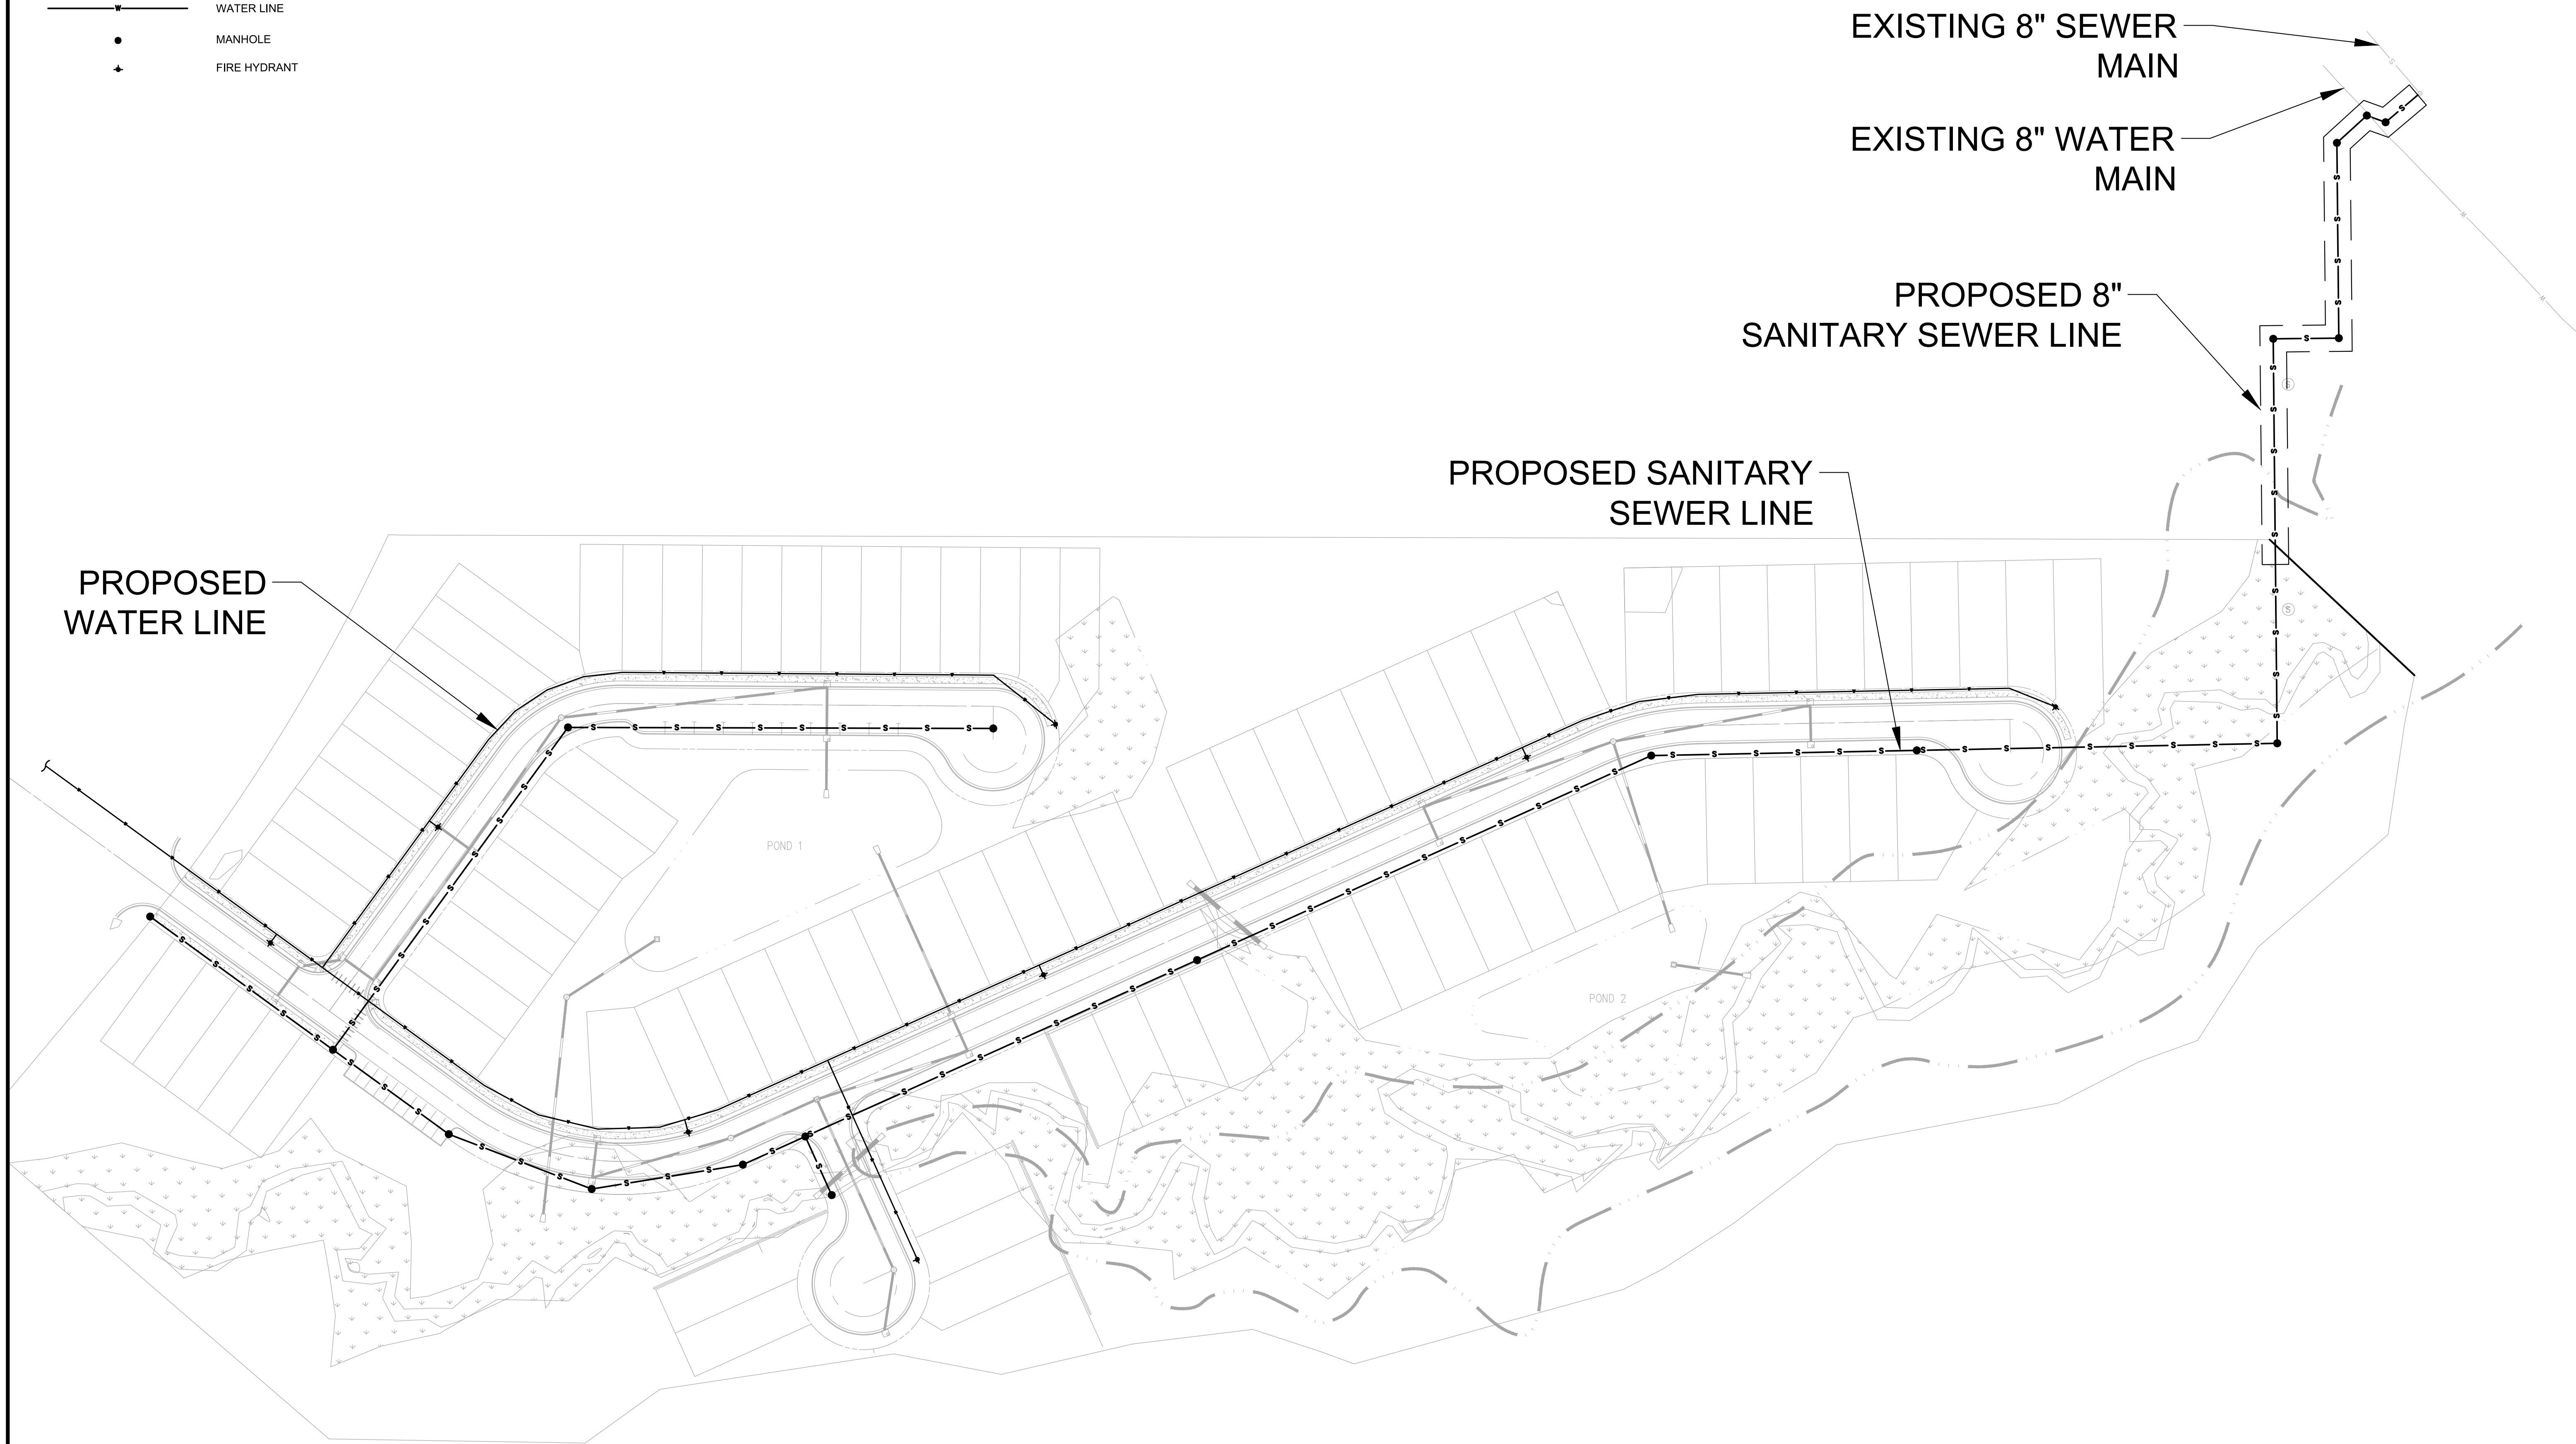 WATER LINE
MANHOLE
FIRE HYDRANT
EXISTING 8" SEWER
MAIN
EXISTING 8" WATER
MAIN
PROPOSED 8"
SANITARY SEWER LINE
PROPOSED SANITARY
SEWER LINE
PROPOSED
WATER LINE
POND 1
POND 2